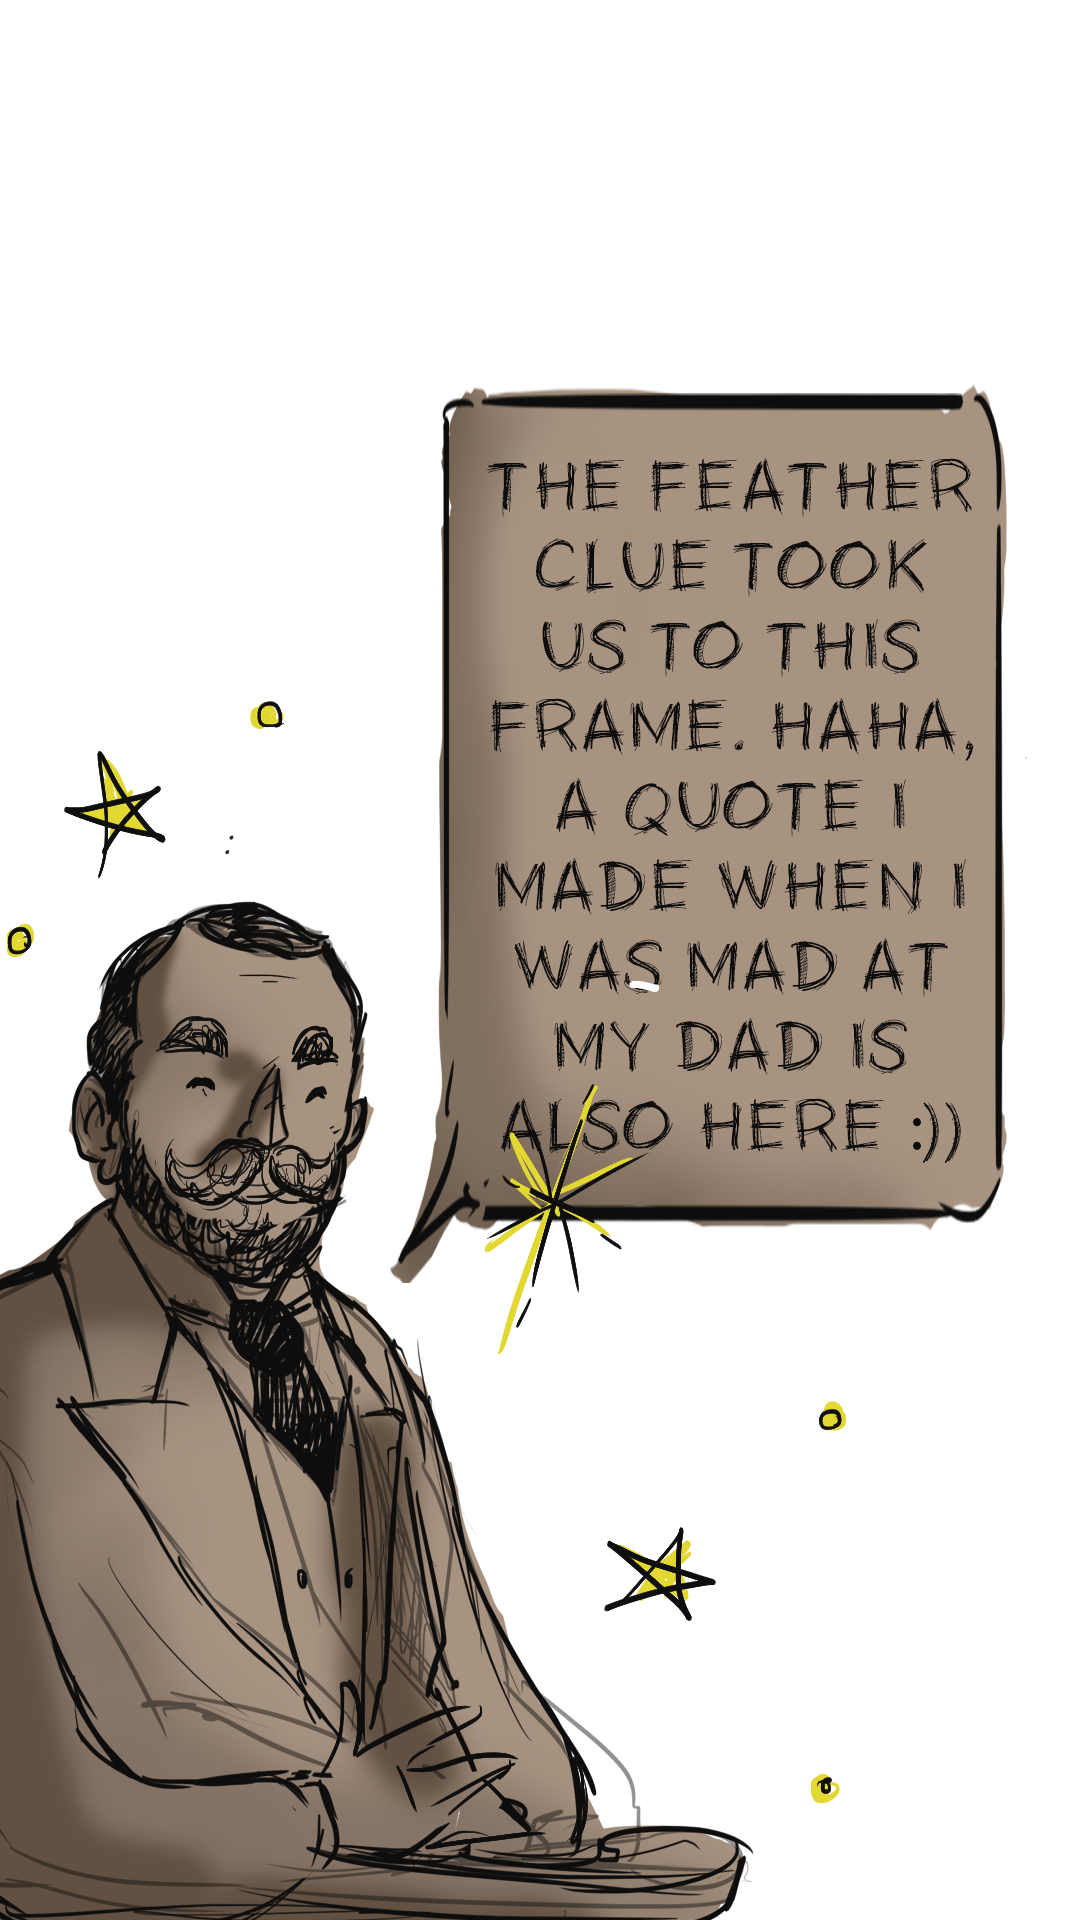 THE FEATHER
CLUE TOOK
US TO THIS
FRAME. HAHA,
A QUOTE I
MADE WHEN I
WAS MAD AT
MY DAD IS
ALSO HERE :))